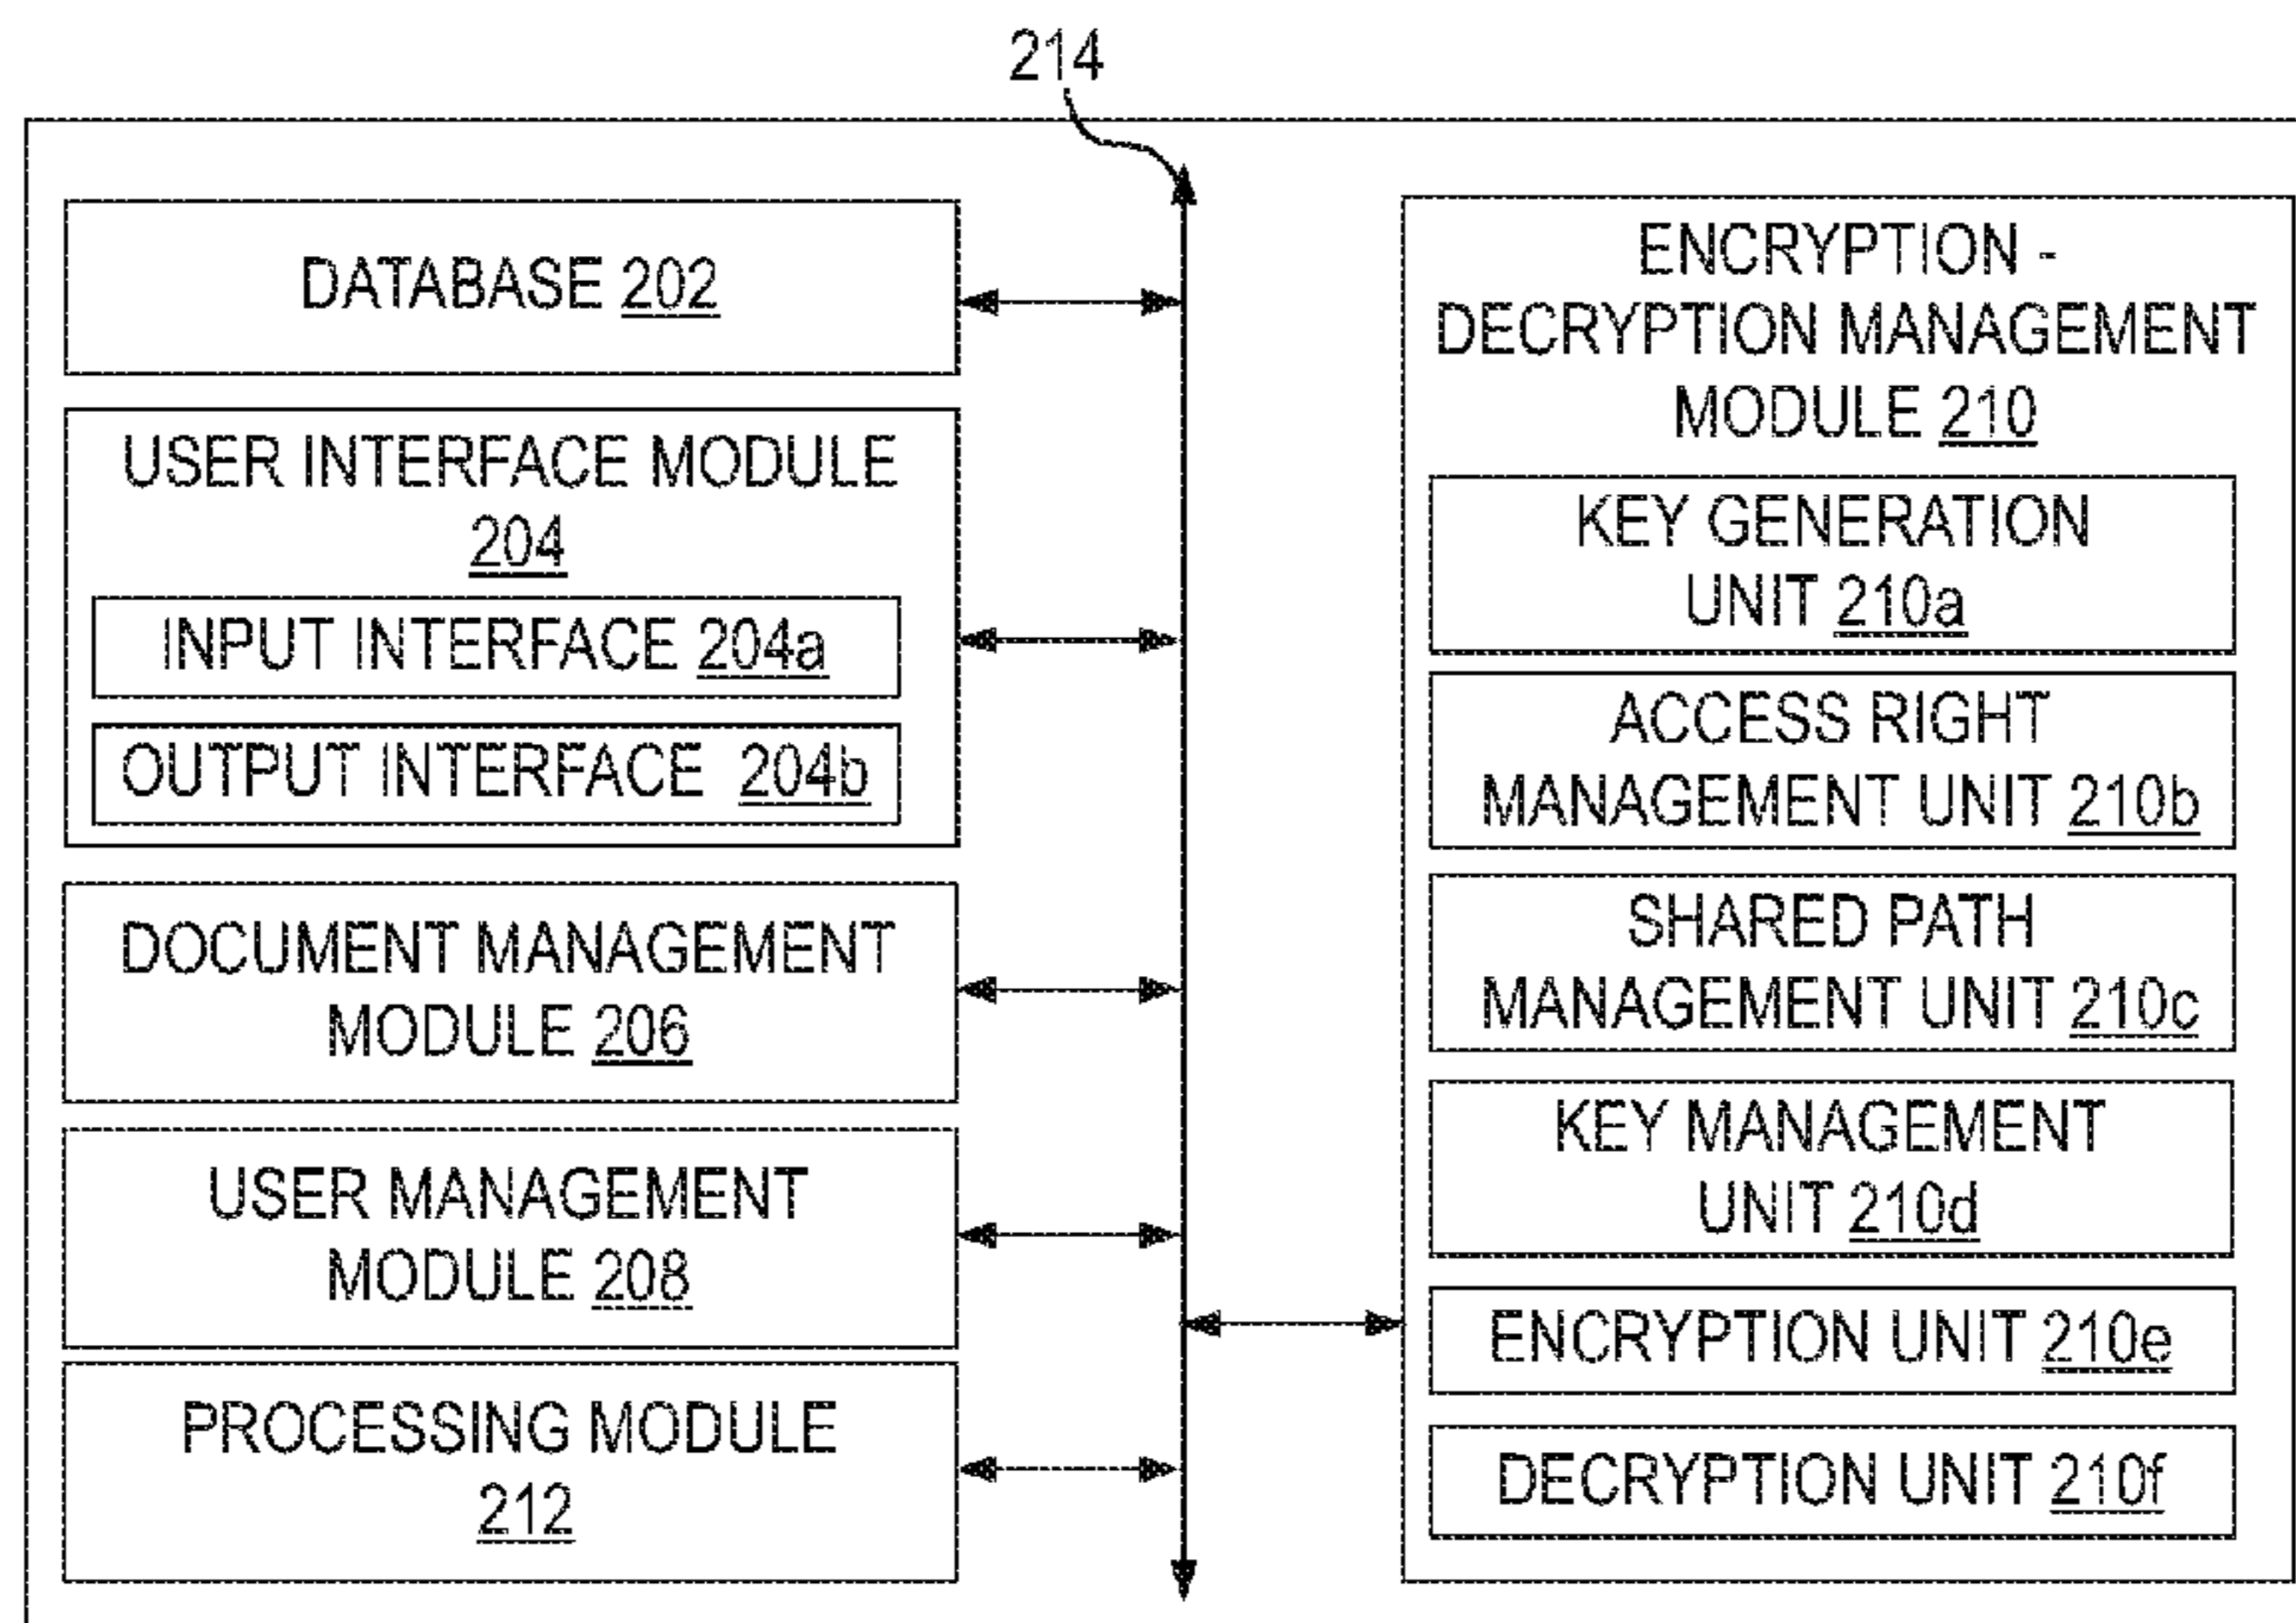 214
DATABASE 202
USER INTERFACE MODULE
204
INPUT INTERFACE 204a
OUTPUT INTERFACE 204b
DOCUMENT MANAGEMENT
MODULE 206
USER MANAGEMENT
MODULE 208
PROCESSING MODULE
212
ENCRYPTION -
DECRYPTION MANAGEMENT
MODULE 210
KEY GENERATION
UNIT 210a
ACCESS RIGHT
MANAGEMENT UNIT 210b
SHARED PATH
MANAGEMENT UNIT 210c
KEY MANAGEMENT
UNIT 210d
ENCRYPTION UNIT 210e
DECRYPTION UNIT 210f